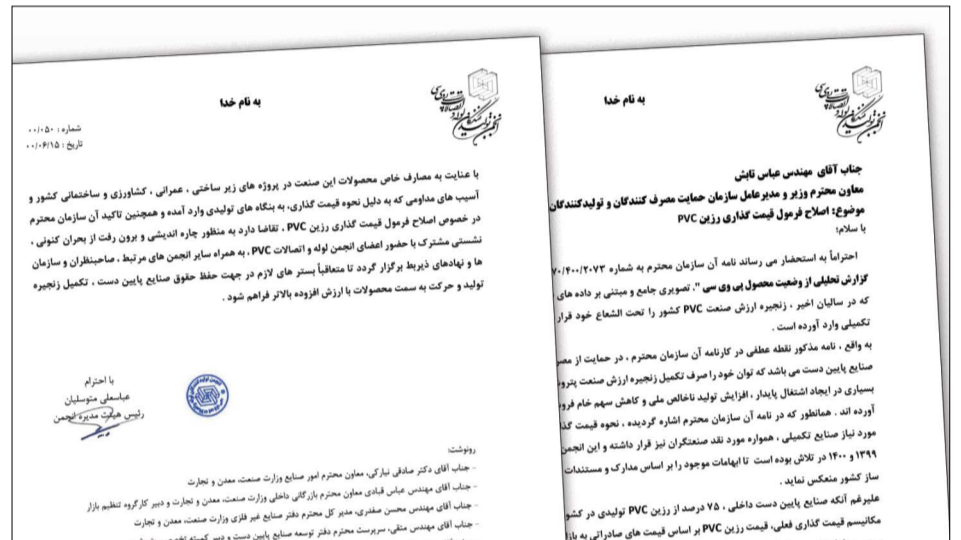 به نام خدا
جناب آقای مهندس عباس تابش
معاون محترم وزیر و مدیرعامل سازمان حمایت مصرف کنندگان و تولیدکنندگان
موضوع: اصلاح فرمول قیمت گذاری رزین PVC
با سلام؛
احتراماً به استحضار می رساند نامه آن سازمان محترم به شماره ۷۰/۴۰۰/۲۰۷۳
گزارش تحلیلی از وضعیت محصول پی وی سی "، تصویری جامع و مبتنی بر داده های
که در سالیان اخیر ، زنجیره ارزش صنعت PVC کشور را تحت الشعاع خود قرار
تکمیلی وارد آورده است .
به واقع ، نامه مذکور نقطه عطفی در کارنامه آن سازمان محترم ، در حمایت از
صنایع پایین دست می باشد که توان خود را صرف تکمیل زنجیره ارزش صنعت
بسیاری در ایجاد اشتغال پایدار ، افزایش تولید ناخالص ملی و کاهش سهم خام
آورده اند . همانطور که در نامه آن سازمان محترم اشاره گردیده ، نحوه قیمت
مورد نیاز صنایع تکمیلی ، همواره مورد نقد صنعتگران نیز قرار داشته و این انجمن
۱۳۹۹ و ۱۴۰۰ در تلاش بوده است تا ابهامات موجود را بر اساس مدارک و مستندات
ساز کشور منعکس نماید .
علیرغم آنکه صنایع پایین دست داخلی ، ۷۵ درصد از رزین PVC تولیدی در
مکانیسم قیمت گذاری فعلی، قیمت رزین PVC بر اساس قیمت های صادراتی به
به نام خدا
شماره : ۰۰/۰۵۰
تاریخ : ۰۰/۰۶/۱۵
با عنایت به مصارف خاص محصولات این صنعت در پروژه های زیر ساختی ، عمرانی ، کشاورزی و ساختمانی کشور و
آسیب های مداومی که به دلیل نحوه قیمت گذاری، به بنگاه های تولیدی وارد آمده و همچنین تاکید آن سازمان محترم
در خصوص اصلاح فرمول قیمت گذاری رزین PVC ، تقاضا دارد به منظور چاره اندیشی و برون رفت از بحران کنونی ،
نشستی مشترک با حضور اعضای انجمن لوله و اتصالات PVC ، به همراه سایر انجمن های مرتبط ، صاحبنظران و سازمان
ها و نهادهای ذیربط برگزار گردد تا متعاقباً بستر های لازم در جهت حفظ حقوق صنایع پایین دست ، تکمیل زنجیره
تولید و حرکت به سمت محصولات با ارزش افزوده بالاتر فراهم شود .
با احترام
عباسعلی متوسلیان
رئیس هیئت مدیره انجمن
رونوشت:
- جناب آقای دکتر صادقی نیارکی، معاون محترم امور صنایع وزارت صنعت، معدن و تجارت
- جناب آقای مهندس عباس قبادی معاون محترم بازرگانی داخلی وزارت صنعت، معدن و تجارت و دبیر کارگروه تنظیم بازار
- جناب آقای مهندس محسن صفدری، مدیر کل محترم دفتر صنایع غیر فلزی وزارت صنعت، معدن و تجارت
- جناب آقای مهندس متقی، سرپرست محترم دفتر توسعه صنایع پایین دست و دبیر کمیته